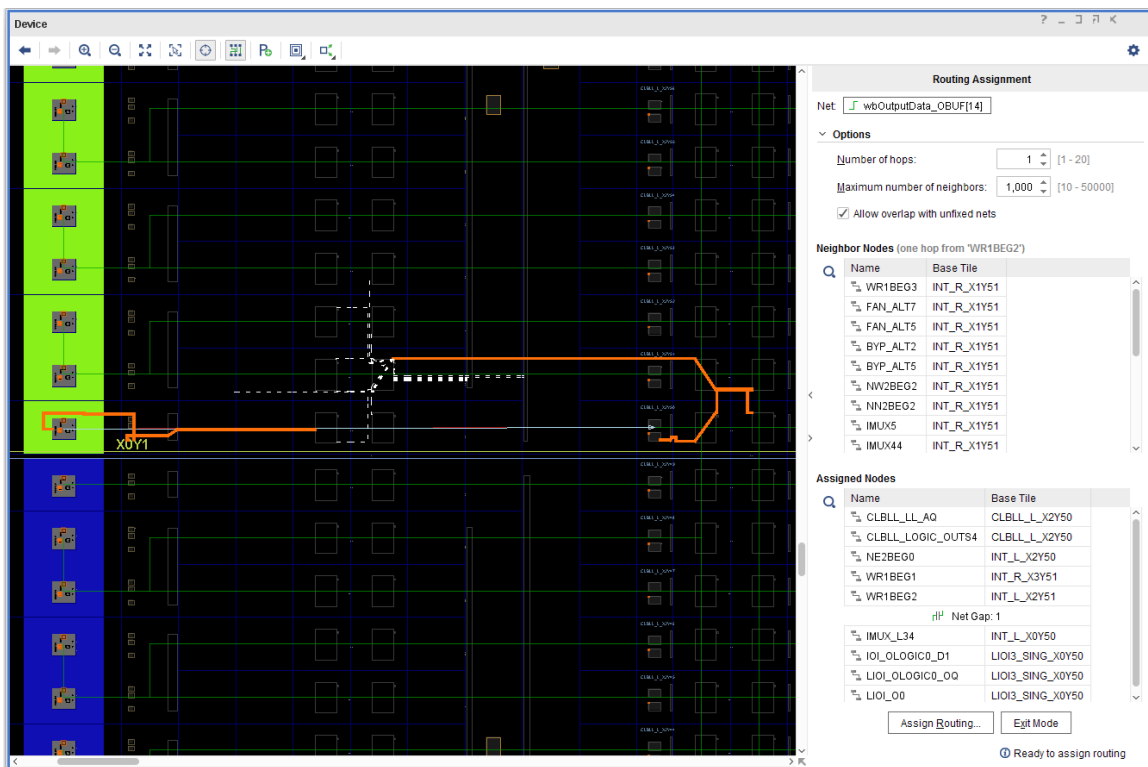 Device
Routing Assignment
Net: wbOutputData_OBUF[14]
Options
Number of hops: 1 [1 - 20]
Maximum number of neighbors: 1,000 [10 - 50000]
Allow overlap with unfixed nets
Neighbor Nodes (one hop from 'WR1BEG2')
Name Base Tile
WR1BEG3 INT_R_X1Y51
FAN_ALT7 INT_R_X1Y51
FAN_ALT5 INT_R_X1Y51
BYP_ALT2 INT_R_X1Y51
BYP_ALT5 INT_R_X1Y51
NW2BEG2 INT_R_X1Y51
NN2BEG2 INT_R_X1Y51
IMUX5 INT_R_X1Y51
IMUX44 INT_R_X1Y51
X0Y1
Assigned Nodes
Name Base Tile
CLBLL_LL_AQ CLBLL_L_X2Y50
CLBLL_LOGIC_OUTS4 CLBLL_L_X2Y50
NE2BEG0 INT_L_X2Y50
WR1BEG1 INT_R_X3Y51
WR1BEG2 INT_L_X2Y51
Net Gap: 1
IMUX_L34 INT_L_X0Y50
IOI_OLOGIC0_D1 LIOI3_SING_X0Y50
LIOI_OLOGIC0_OQ LIOI3_SING_X0Y50
LIOI_O0 LIOI3_SING_X0Y50
Assign Routing... Exit Mode
Ready to assign routing